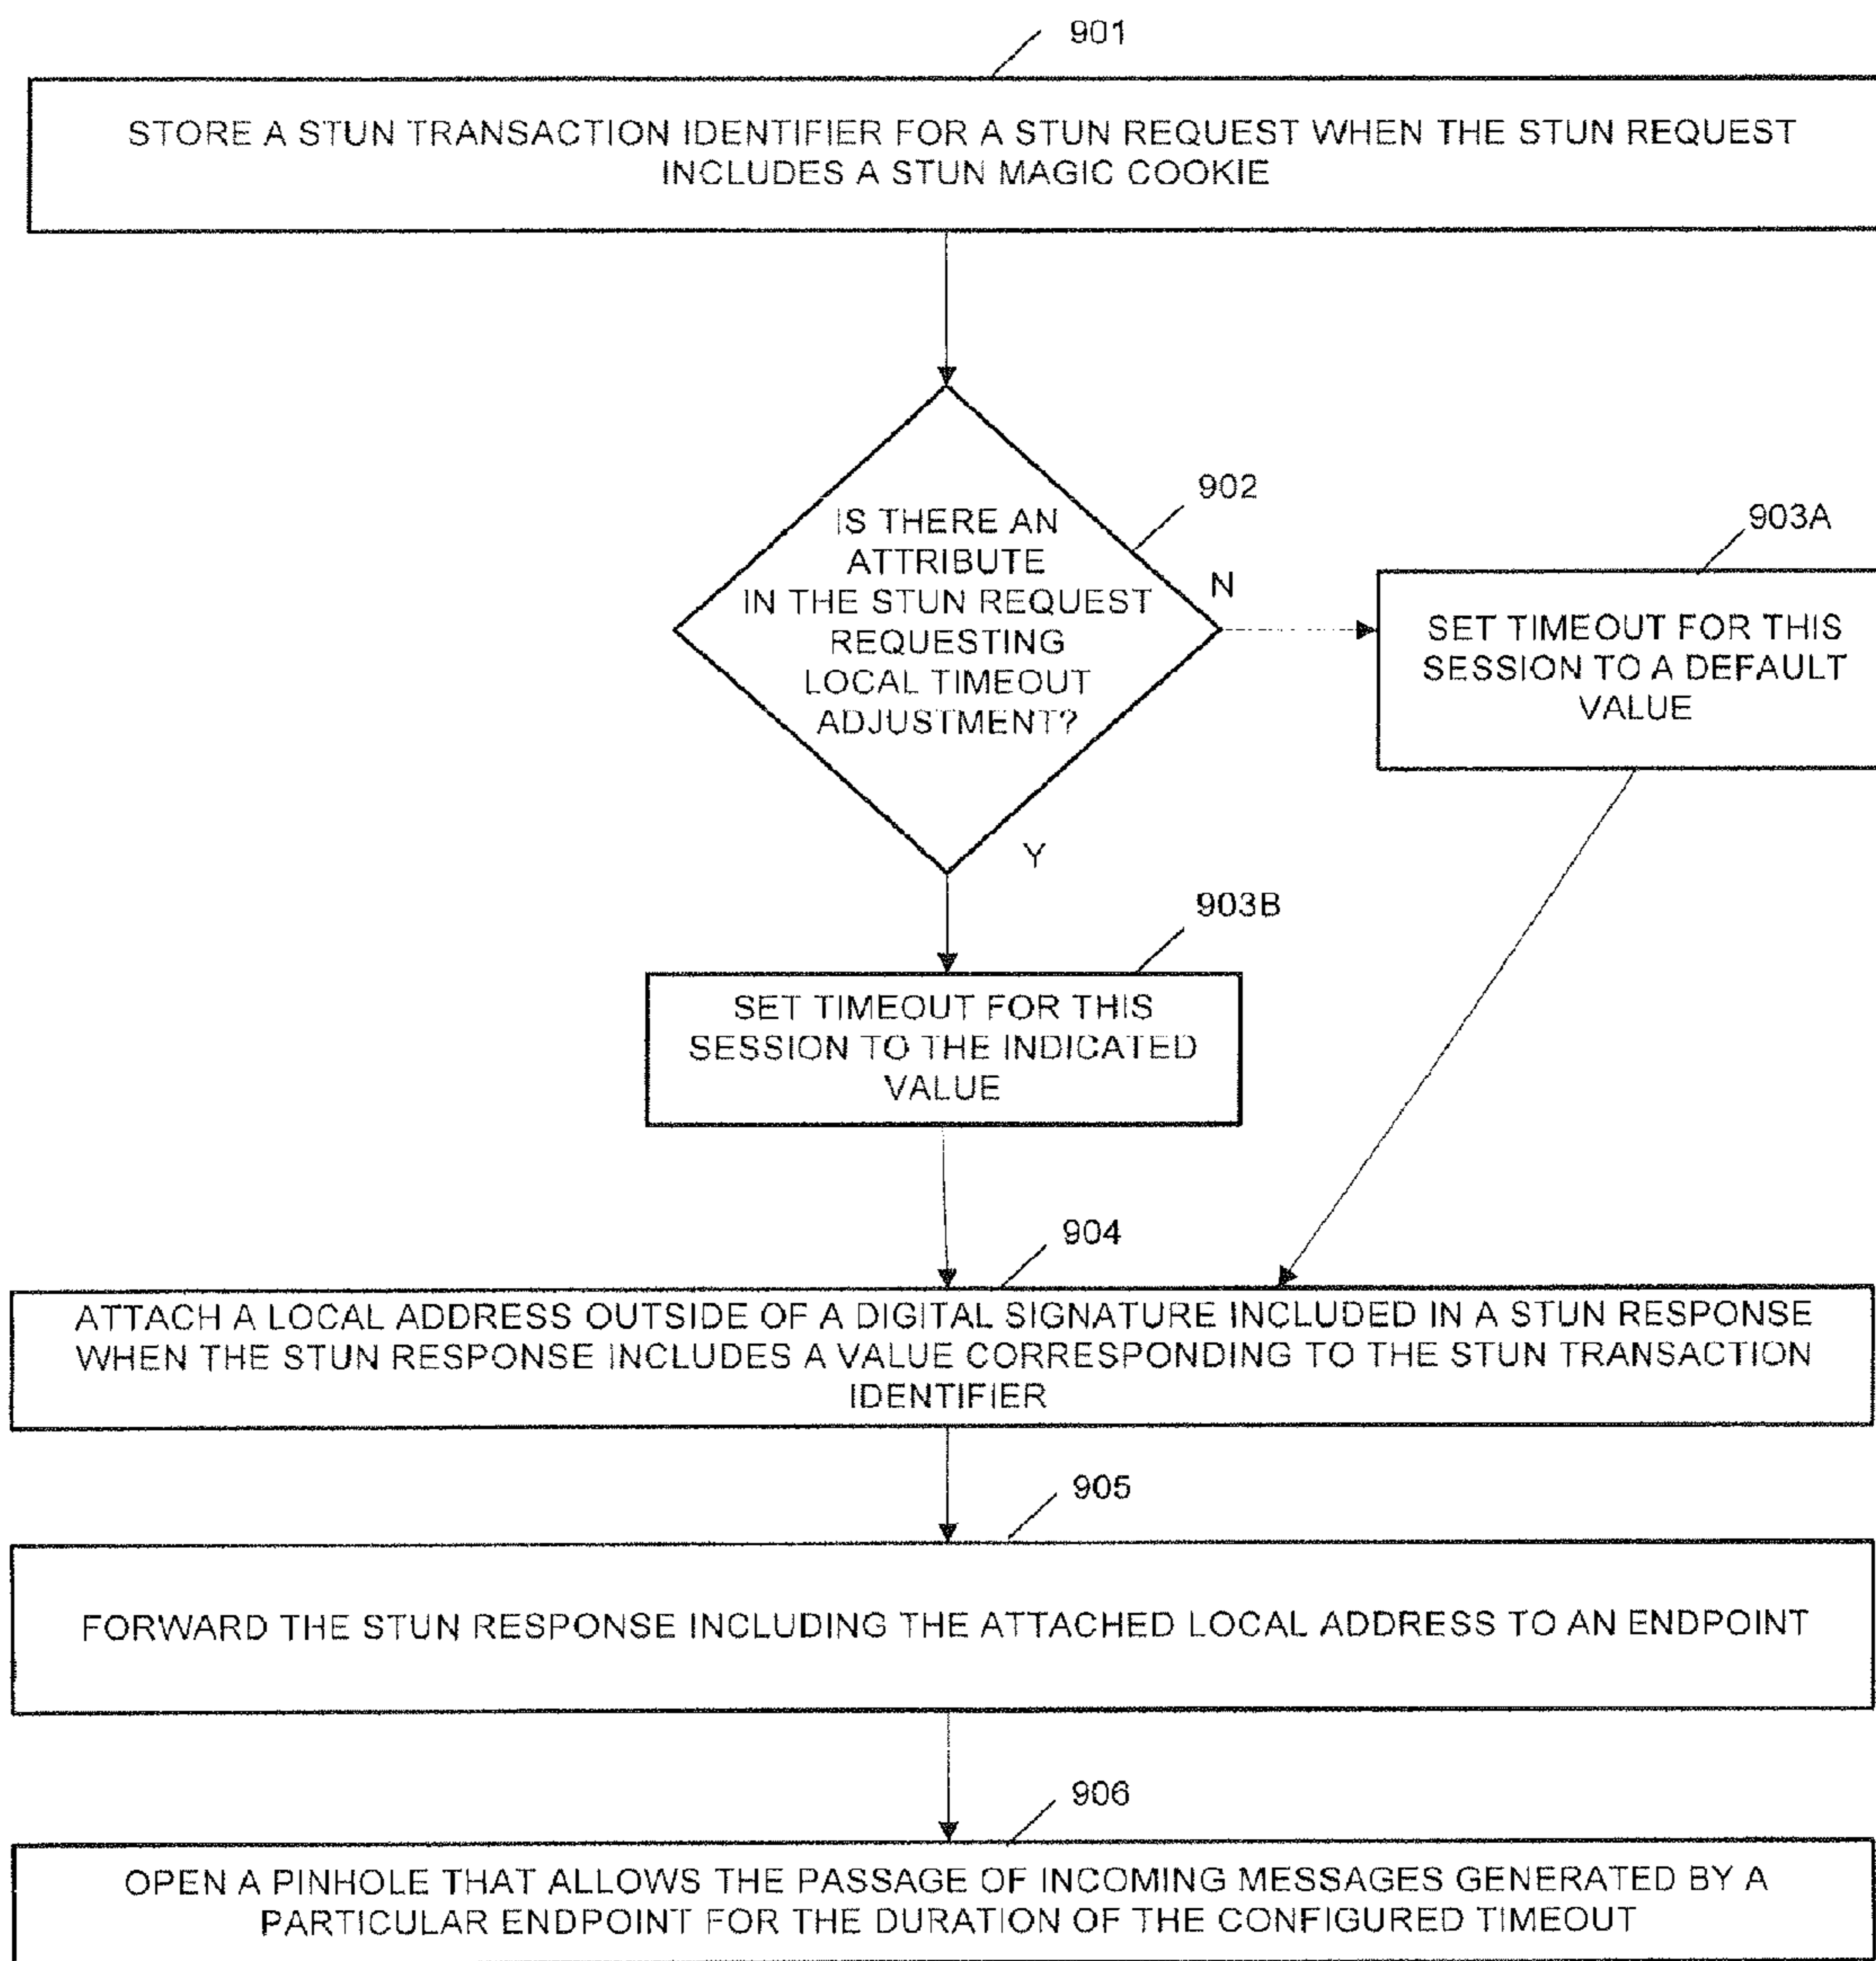 901
STORE A STUN TRANSACTION IDENTIFIER FOR A STUN REQUEST WHEN THE STUN REQUEST
INCLUDES A STUN MAGIC COOKIE
902
IS THERE AN
ATTRIBUTE
IN THE STUN REQUEST
REQUESTING
LOCAL TIMEOUT
ADJUSTMENT?
N
903A
SET TIMEOUT FOR THIS
SESSION TO A DEFAULT
VALUE
Y
903B
SET TIMEOUT FOR THIS
SESSION TO THE INDICATED
VALUE
904
ATTACH A LOCAL ADDRESS OUTSIDE OF A DIGITAL SIGNATURE INCLUDED IN A STUN RESPONSE
WHEN THE STUN RESPONSE INCLUDES A VALUE CORRESPONDING TO THE STUN TRANSACTION
IDENTIFIER
905
FORWARD THE STUN RESPONSE INCLUDING THE ATTACHED LOCAL ADDRESS TO AN ENDPOINT
906
OPEN A PINHOLE THAT ALLOWS THE PASSAGE OF INCOMING MESSAGES GENERATED BY A
PARTICULAR ENDPOINT FOR THE DURATION OF THE CONFIGURED TIMEOUT